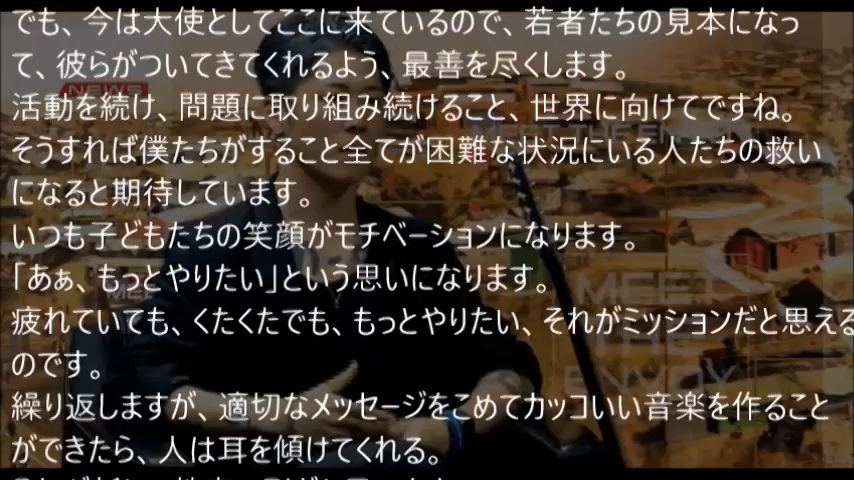 でも、今は大使としてここに来ているので、若者たちの見本になっ
て、彼らがついてきてくれるよう、最善を尽くします。
活動を続け、問題に取り組み続けること、世界に向けてですね。
そうすれば僕たちがすること全てが困難な状況にいる人たちの救い
になると期待しています。
いつも子どもたちの笑顔がモチベーションになります。
「あぁ、もっとやりたい」という思いになります。
疲れていても、くたくたでも、もっとやりたい、それがミッションだと思える
のです。
繰り返しますが、適切なメッセージをこめてカッコいい音楽を作ること
ができたら、人は耳を傾けてくれる。
NEWS
MEET
THE
ENVOY